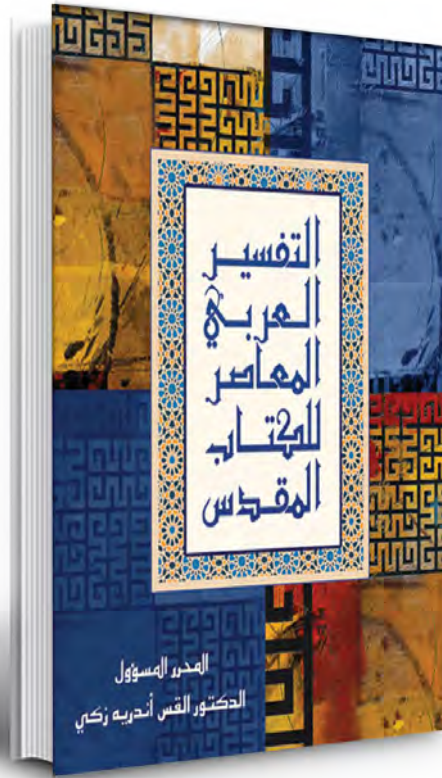 التفسير
العربي
المعاصر
للكتاب
المقدس
المحرر المسؤول
الدكتور القس أندريه زكي